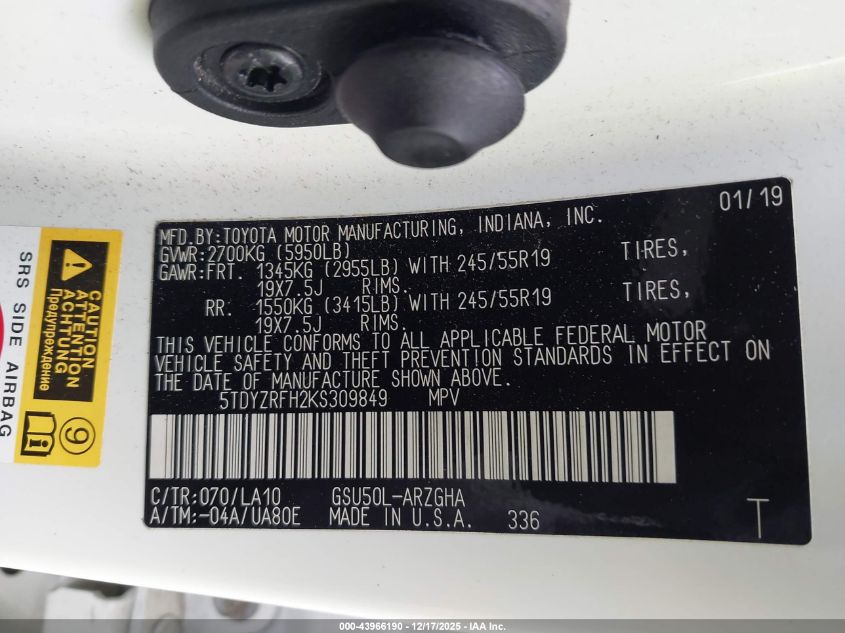 01/19
MFD.BY:TOYOTA MOTOR MANUFACTURING, INDIANA, INC.
GVWR:2700KG (5950LB)
GAWR:FRT. 1345KG (2955LB) WITH 245/55R19 TIRES,
19X7.5J RIMS.
RR. 1550KG (3415LB) WITH 245/55R19 TIRES,
19X7.5J RIMS.
THIS VEHICLE CONFORMS TO ALL APPLICABLE FEDERAL MOTOR
VEHICLE SAFETY AND THEFT PREVENTION STANDARDS IN EFFECT ON
THE DATE OF MANUFACTURE SHOWN ABOVE.
5TDYZRFH2KS309849 MPV
C/TR:070/LA10 GSU50L-ARZGHA
A/TM:-04A/UA80E MADE IN U.S.A. 336 T
CAUTION
ATTENTION
ACHTUNG
Предупреждение
9
SRS SIDE AIRBAG
000-43966190 | 12/17/2025 - IAA Inc.